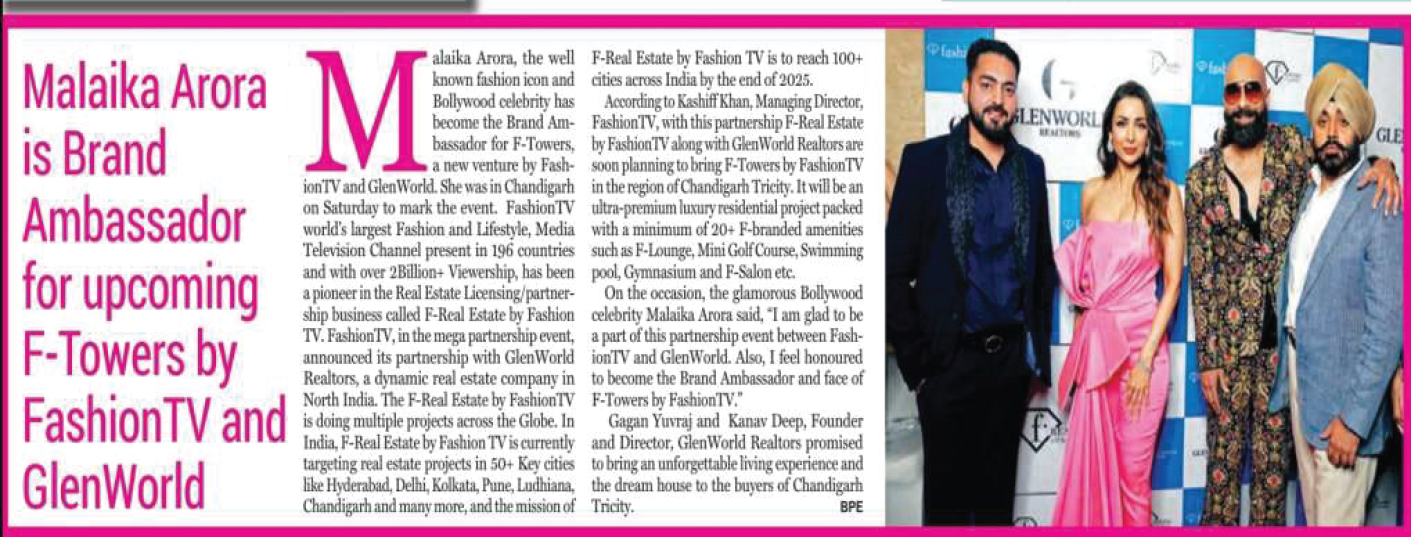 Malaika Arora
is Brand
Ambassador
for upcoming
F-Towers by
FashionTV and
GlenWorld
Malaika Arora, the well
known fashion icon and
Bollywood celebrity has
become the Brand Am-
bassador for F-Towers,
a new venture by Fash-
ionTV and GlenWorld. She was in Chandigarh
on Saturday to mark the event. FashionTV
world's largest Fashion and Lifestyle, Media
Television Channel present in 196 countries
and with over 2Billion+ Viewership, has been
a pioneer in the Real Estate Licensing/partner-
ship business called F-Real Estate by Fashion
TV. FashionTV, in the mega partnership event,
announced its partnership with GlenWorld
Realtors, a dynamic real estate company in
North India. The F-Real Estate by FashionTV
is doing multiple projects across the Globe. In
India, F-Real Estate by Fashion TV is currently
targeting real estate projects in 50+ Key cities
like Hyderabad, Delhi, Kolkata, Pune, Ludhiana,
Chandigarh and many more, and the mission of
F-Real Estate by Fashion TV is to reach 100+
cities across India by the end of 2025.
According to Kashiff Khan, Managing Director,
FashionTV, with this partnership F-Real Estate
by FashionTV along with GlenWorld Realtors are
soon planning to bring F-Towers by FashionTV
in the region of Chandigarh Tricity. It will be an
ultra-premium luxury residential project packed
with a minimum of 20+ F-branded amenities
such as F-Lounge, Mini Golf Course, Swimming
pool, Gymnasium and F-Salon etc.
On the occasion, the glamorous Bollywood
celebrity Malaika Arora said, “I am glad to be
a part of this partnership event between Fash-
ionTV and GlenWorld. Also, I feel honoured
to become the Brand Ambassador and face of
F-Towers by FashionTV.”
Gagan Yuvraj and Kanav Deep, Founder
and Director, GlenWorld Realtors promised
to bring an unforgettable living experience and
the dream house to the buyers of Chandigarh
Tricity.
BPE
fashi
GLENWORL
REALTORS
GLE